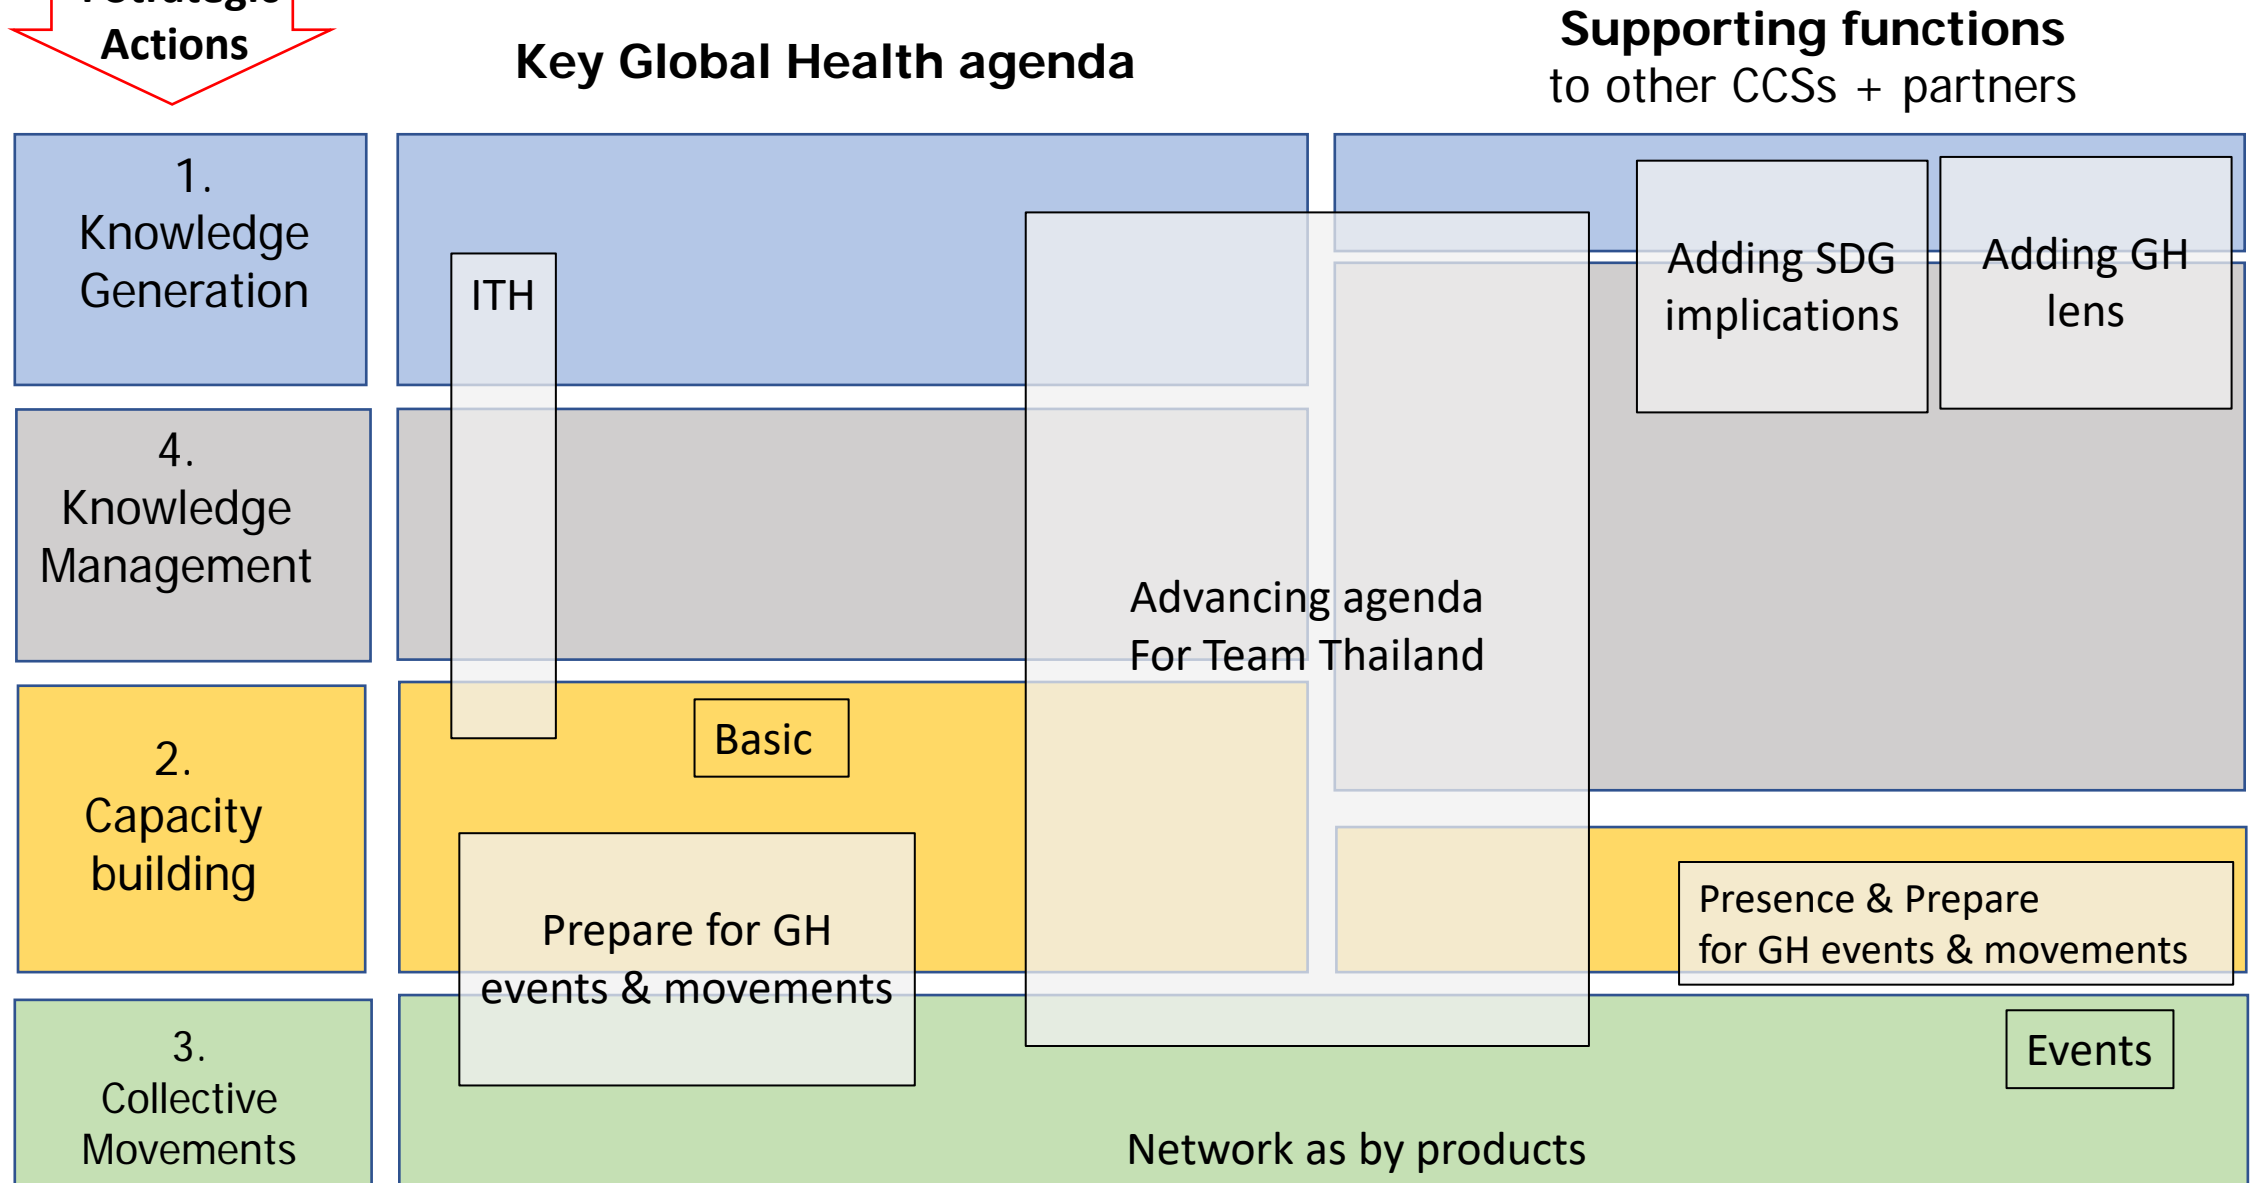 Actions
Key Global Health agenda
Supporting functions
to other CCSs + partners
1.
Knowledge
Generation
ITH
Adding SDG
implications
Adding GH
lens
4.
Knowledge
Management
Advancing agenda
For Team Thailand
2.
Capacity
building
Basic
Prepare for GH
events & movements
Presence & Prepare
for GH events & movements
3.
Collective
Movements
Events
Network as by products